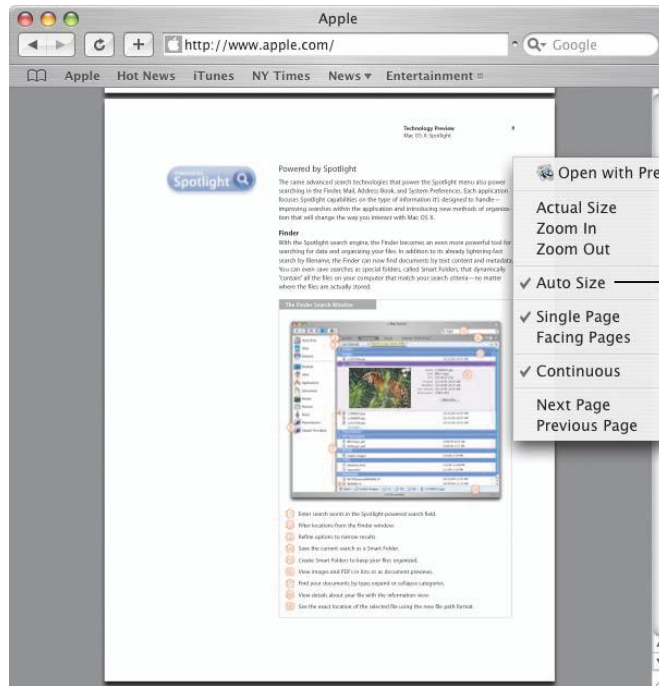 Apple
http://www.apple.com/
Google
Apple Hot News iTunes NY Times News Entertainment
Technology Preview
Mac OS X Spotlight
Powered by
Spotlight
Powered by Spotlight
The same advanced search technologies that power the Spotlight menu also power
searching in the Finder, Mail, Address Book, and System Preferences. Each application
focuses Spotlight capabilities on the type of information it's designed to handle—
improving searches within the application and introducing new methods of organiza-
tion that will change the way you interact with Mac OS X.
Finder
With the Spotlight search engine, the Finder becomes an even more powerful tool for
searching for data and organizing your files. In addition to its already lightning-fast
search by filename, the Finder can now find documents by text content and metadata.
You can even save searches as special folders, called Smart Folders, that dynamically
"contain" all the files on your computer that match your search criteria—no matter
where the files are actually stored.
The Finder Search Window
Enter search words in the Spotlight-powered search field.
Filter locations from the Finder window.
Refine options to narrow results.
Save the current search as a Smart Folder.
Create Smart Folders to keep your files organized.
View images and PDFs in lists or as document previews.
Find your documents by type; expand or collapse categories.
View details about your file with the information view.
See the exact location of the selected file using the new file path format.
Open with Pre
Actual Size
Zoom In
Zoom Out
✓ Auto Size
✓ Single Page
Facing Pages
✓ Continuous
Next Page
Previous Page